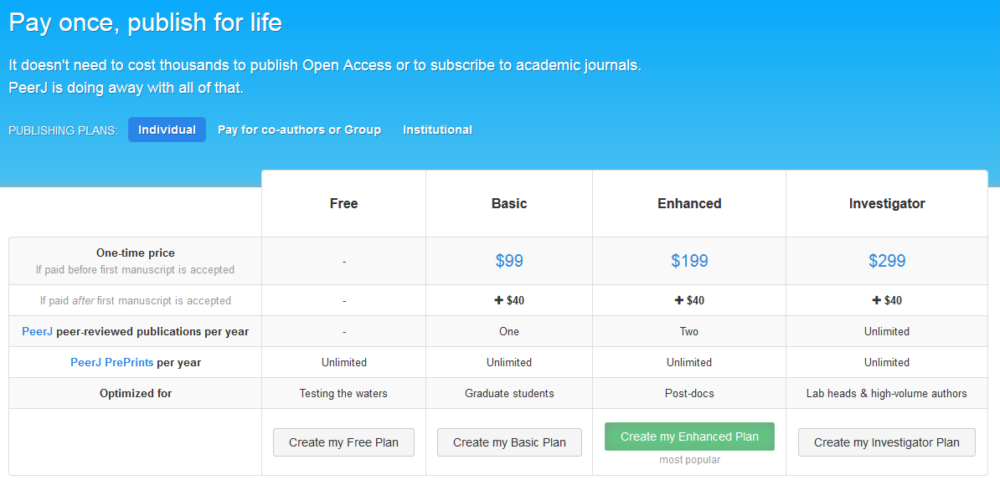 Pay once, publish for life
It doesn't need to cost thousands to publish Open Access or to subscribe to academic journals.
PeerJ is doing away with all of that.
PUBLISHING PLANS: Individual Pay for co-authors or Group Institutional
Free Basic Enhanced Investigator
One-time price
If paid before first manuscript is accepted
- $99 $199 $299
If paid after first manuscript is accepted - + $40 + $40 + $40
PeerJ peer-reviewed publications per year - One Two Unlimited
PeerJ PrePrints per year Unlimited Unlimited Unlimited Unlimited
Optimized for Testing the waters Graduate students Post-docs Lab heads & high-volume authors
Create my Free Plan Create my Basic Plan Create my Enhanced Plan Create my Investigator Plan
most popular